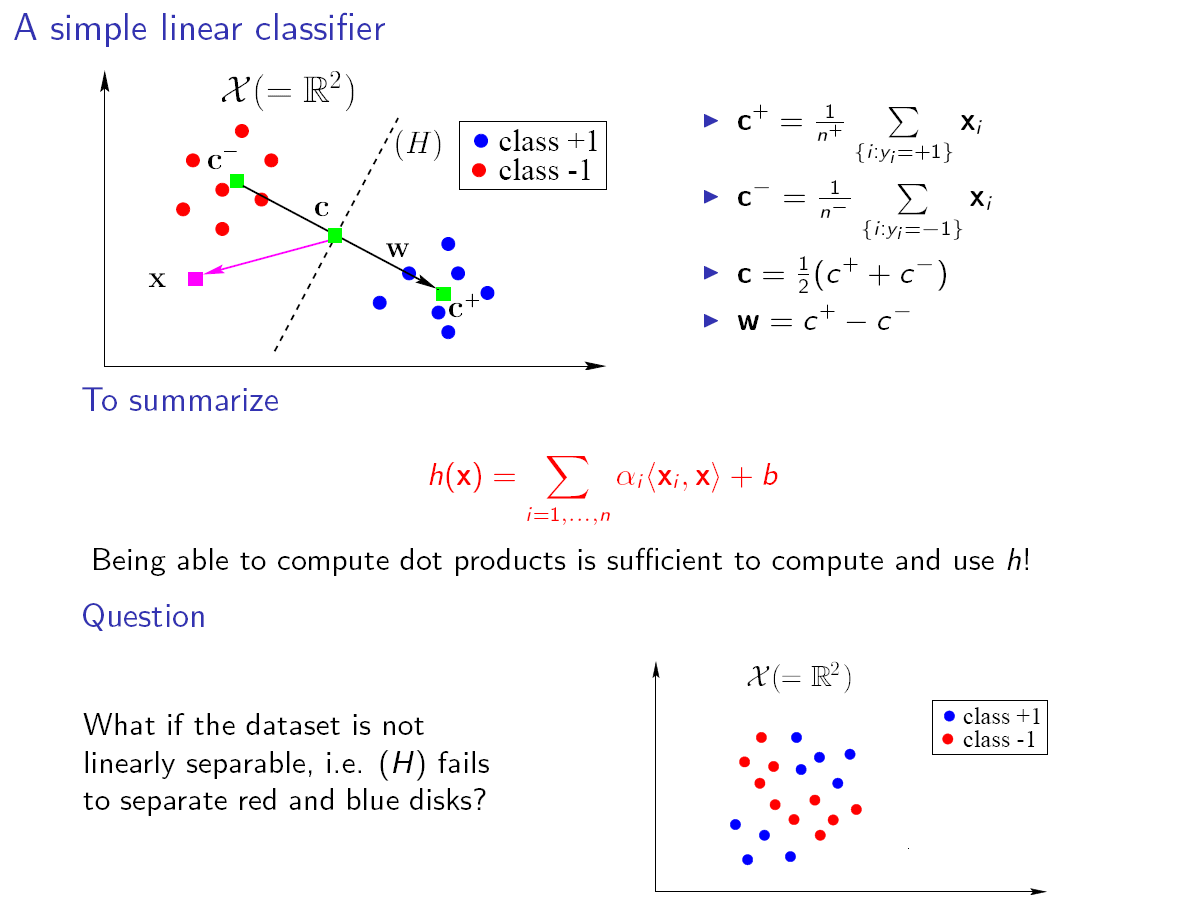 A simple linear classifier
𝒳(= ℝ²)
(H)
class +1
class -1
c⁻
c
w
x
c⁺
▶ c⁺ = 1/n⁺ ∑_{i:yᵢ=+1} xᵢ
▶ c⁻ = 1/n⁻ ∑_{i:yᵢ=−1} xᵢ
▶ c = 1/2(c⁺ + c⁻)
▶ w = c⁺ − c⁻
To summarize
h(x) = ∑_{i=1,…,n} αᵢ⟨xᵢ, x⟩ + b
Being able to compute dot products is sufficient to compute and use h!
Question
What if the dataset is not
linearly separable, i.e. (H) fails
to separate red and blue disks?
𝒳(= ℝ²)
class +1
class -1